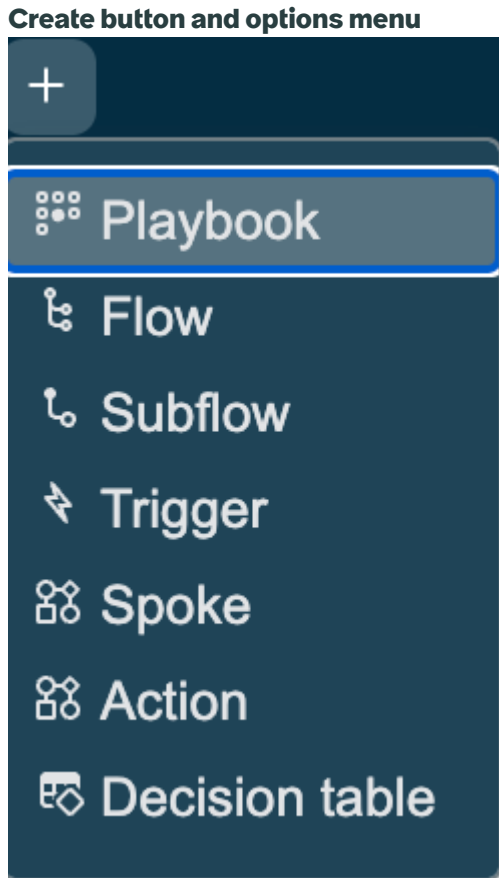 Create button and options menu
+
Playbook
Flow
Subflow
Trigger
Spoke
Action
Decision table